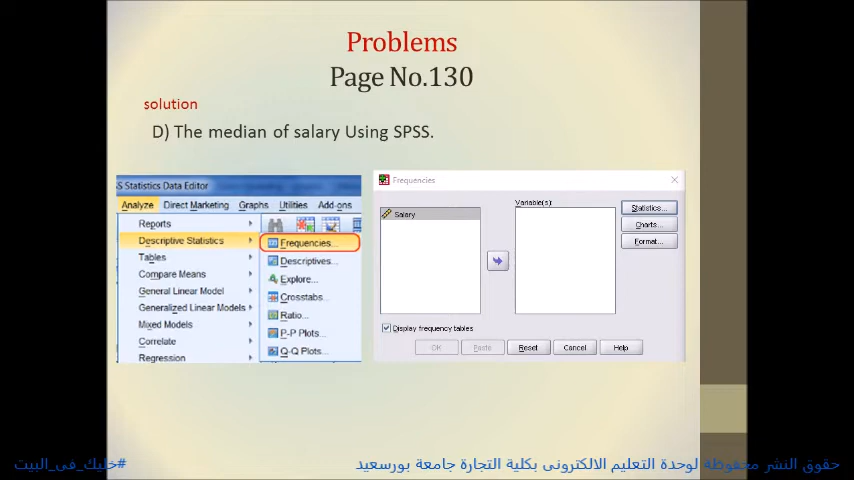 Problems
Page No.130
solution
D) The median of salary Using SPSS.
SS Statistics Data Editor
Analyze Direct Marketing Graphs Utilities Add-ons
Reports
Descriptive Statistics
Tables
Compare Means
General Linear Model
Generalized Linear Models
Mixed Models
Correlate
Regression
Frequencies...
Descriptives...
Explore...
Crosstabs...
Ratio...
P-P Plots...
Q-Q Plots...
Frequencies
Variable(s):
Salary
Statistics...
Charts...
Format...
Display frequency tables
OK Paste Reset Cancel Help
حقوق النشر محفوظة لوحدة التعليم الالكترونى بكلية التجارة جامعة بورسعيد
#خليك_فى_البيت